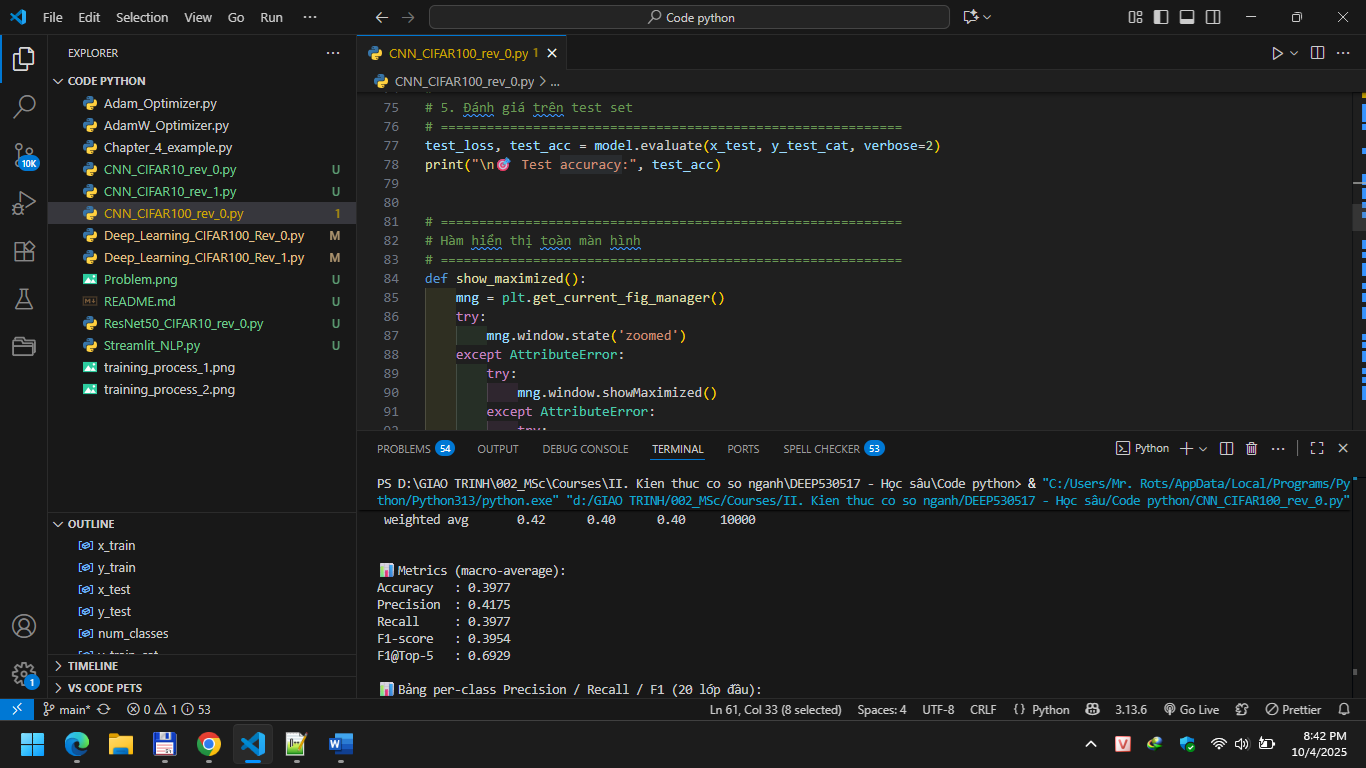 File Edit Selection View Go Run ···
Code python
EXPLORER
CODE PYTHON
Adam_Optimizer.py
AdamW_Optimizer.py
Chapter_4_example.py
CNN_CIFAR10_rev_0.py U
CNN_CIFAR10_rev_1.py U
CNN_CIFAR100_rev_0.py 1
Deep_Learning_CIFAR100_Rev_0.py M
Deep_Learning_CIFAR100_Rev_1.py M
Problem.png U
README.md U
ResNet50_CIFAR10_rev_0.py U
Streamlit_NLP.py U
training_process_1.png
training_process_2.png
10K
OUTLINE
x_train
y_train
x_test
y_test
num_classes
TIMELINE
VS CODE PETS
1
CNN_CIFAR100_rev_0.py 1
CNN_CIFAR100_rev_0.py > ...
75 # 5. Đánh giá trên test set
76 # ============================================================
77 test_loss, test_acc = model.evaluate(x_test, y_test_cat, verbose=2)
78 print("\n🎯 Test accuracy:", test_acc)
79
80
81 # ============================================================
82 # Hàm hiển thị toàn màn hình
83 # ============================================================
84 def show_maximized():
85 mng = plt.get_current_fig_manager()
86 try:
87 mng.window.state('zoomed')
88 except AttributeError:
89 try:
90 mng.window.showMaximized()
91 except AttributeError:
92 try:
PROBLEMS 54 OUTPUT DEBUG CONSOLE TERMINAL PORTS SPELL CHECKER 53
Python
PS D:\GIAO TRINH\002_MSc\Courses\II. Kien thuc co so nganh\DEEP530517 - Học sâu\Code python> & "C:/Users/Mr. Rots/AppData/Local/Programs/Py
thon/Python313/python.exe" "d:/GIAO TRINH/002_MSc/Courses/II. Kien thuc co so nganh/DEEP530517 - Học sâu/Code python/CNN_CIFAR100_rev_0.py"
weighted avg 0.42 0.40 0.40 10000
📊 Metrics (macro-average):
Accuracy : 0.3977
Precision : 0.4175
Recall : 0.3977
F1-score : 0.3954
F1@Top-5 : 0.6929
📊 Bảng per-class Precision / Recall / F1 (20 lớp đầu):
main* 0 1 53 Ln 61, Col 33 (8 selected) Spaces: 4 UTF-8 CRLF {} Python 3.13.6 Go Live Prettier
8:42 PM
10/4/2025